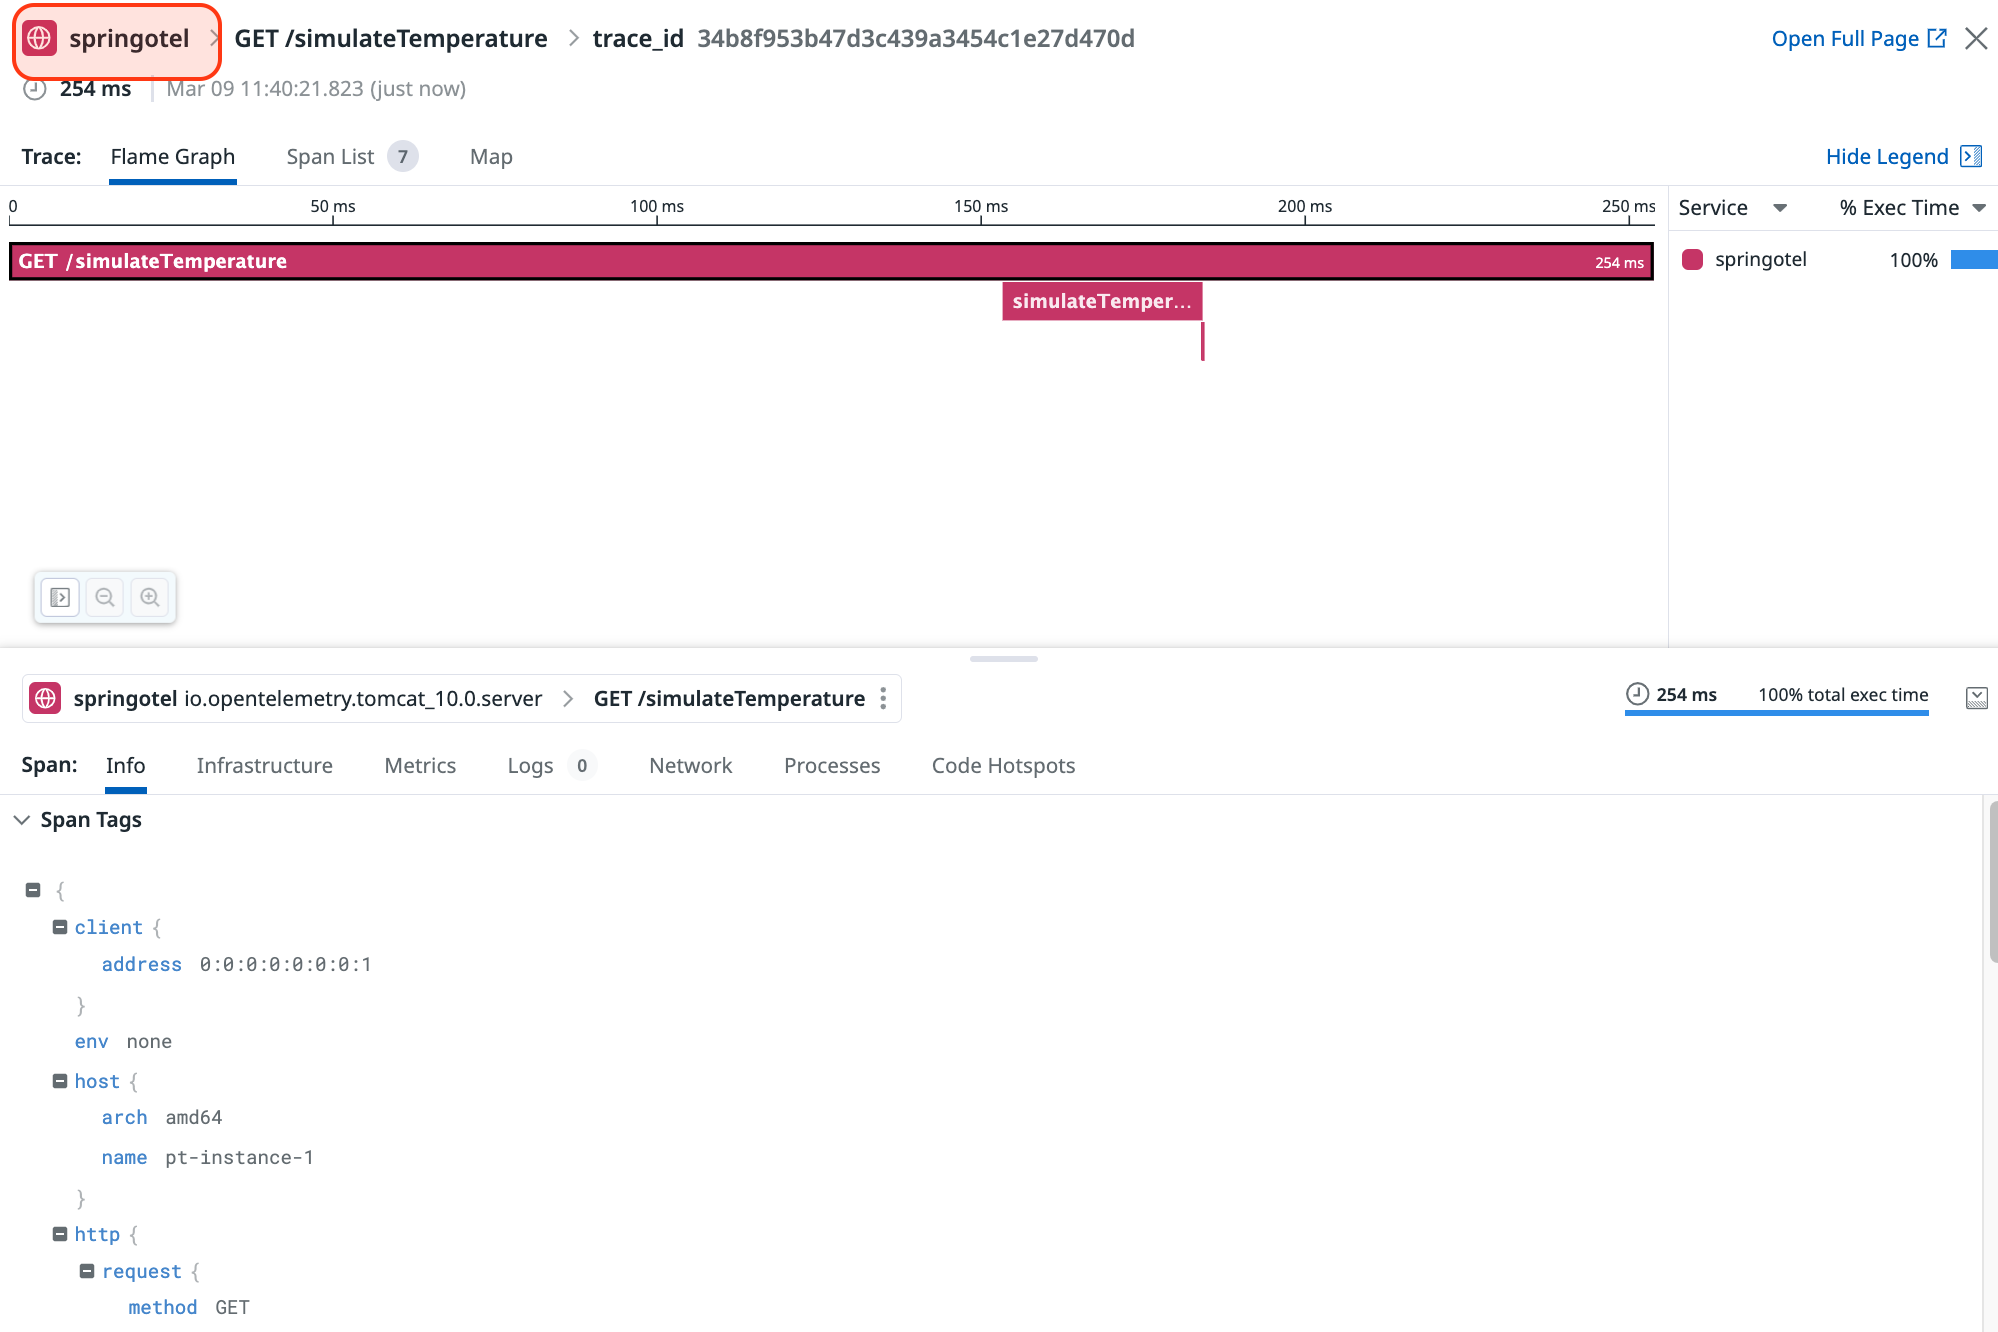 springotel > GET /simulateTemperature > trace_id 34b8f953b47d3c439a3454c1e27d470d
Open Full Page
254 ms Mar 09 11:40:21.823 (just now)
Trace: Flame Graph Span List 7 Map Hide Legend
0 50 ms 100 ms 150 ms 200 ms 250 ms Service % Exec Time
GET /simulateTemperature 254 ms springotel 100%
simulateTemper...
springotel io.opentelemetry.tomcat_10.0.server > GET /simulateTemperature 254 ms 100% total exec time
Span: Info Infrastructure Metrics Logs 0 Network Processes Code Hotspots
Span Tags
{
client {
address 0:0:0:0:0:0:0:1
}
env none
host {
arch amd64
name pt-instance-1
}
http {
request {
method GET